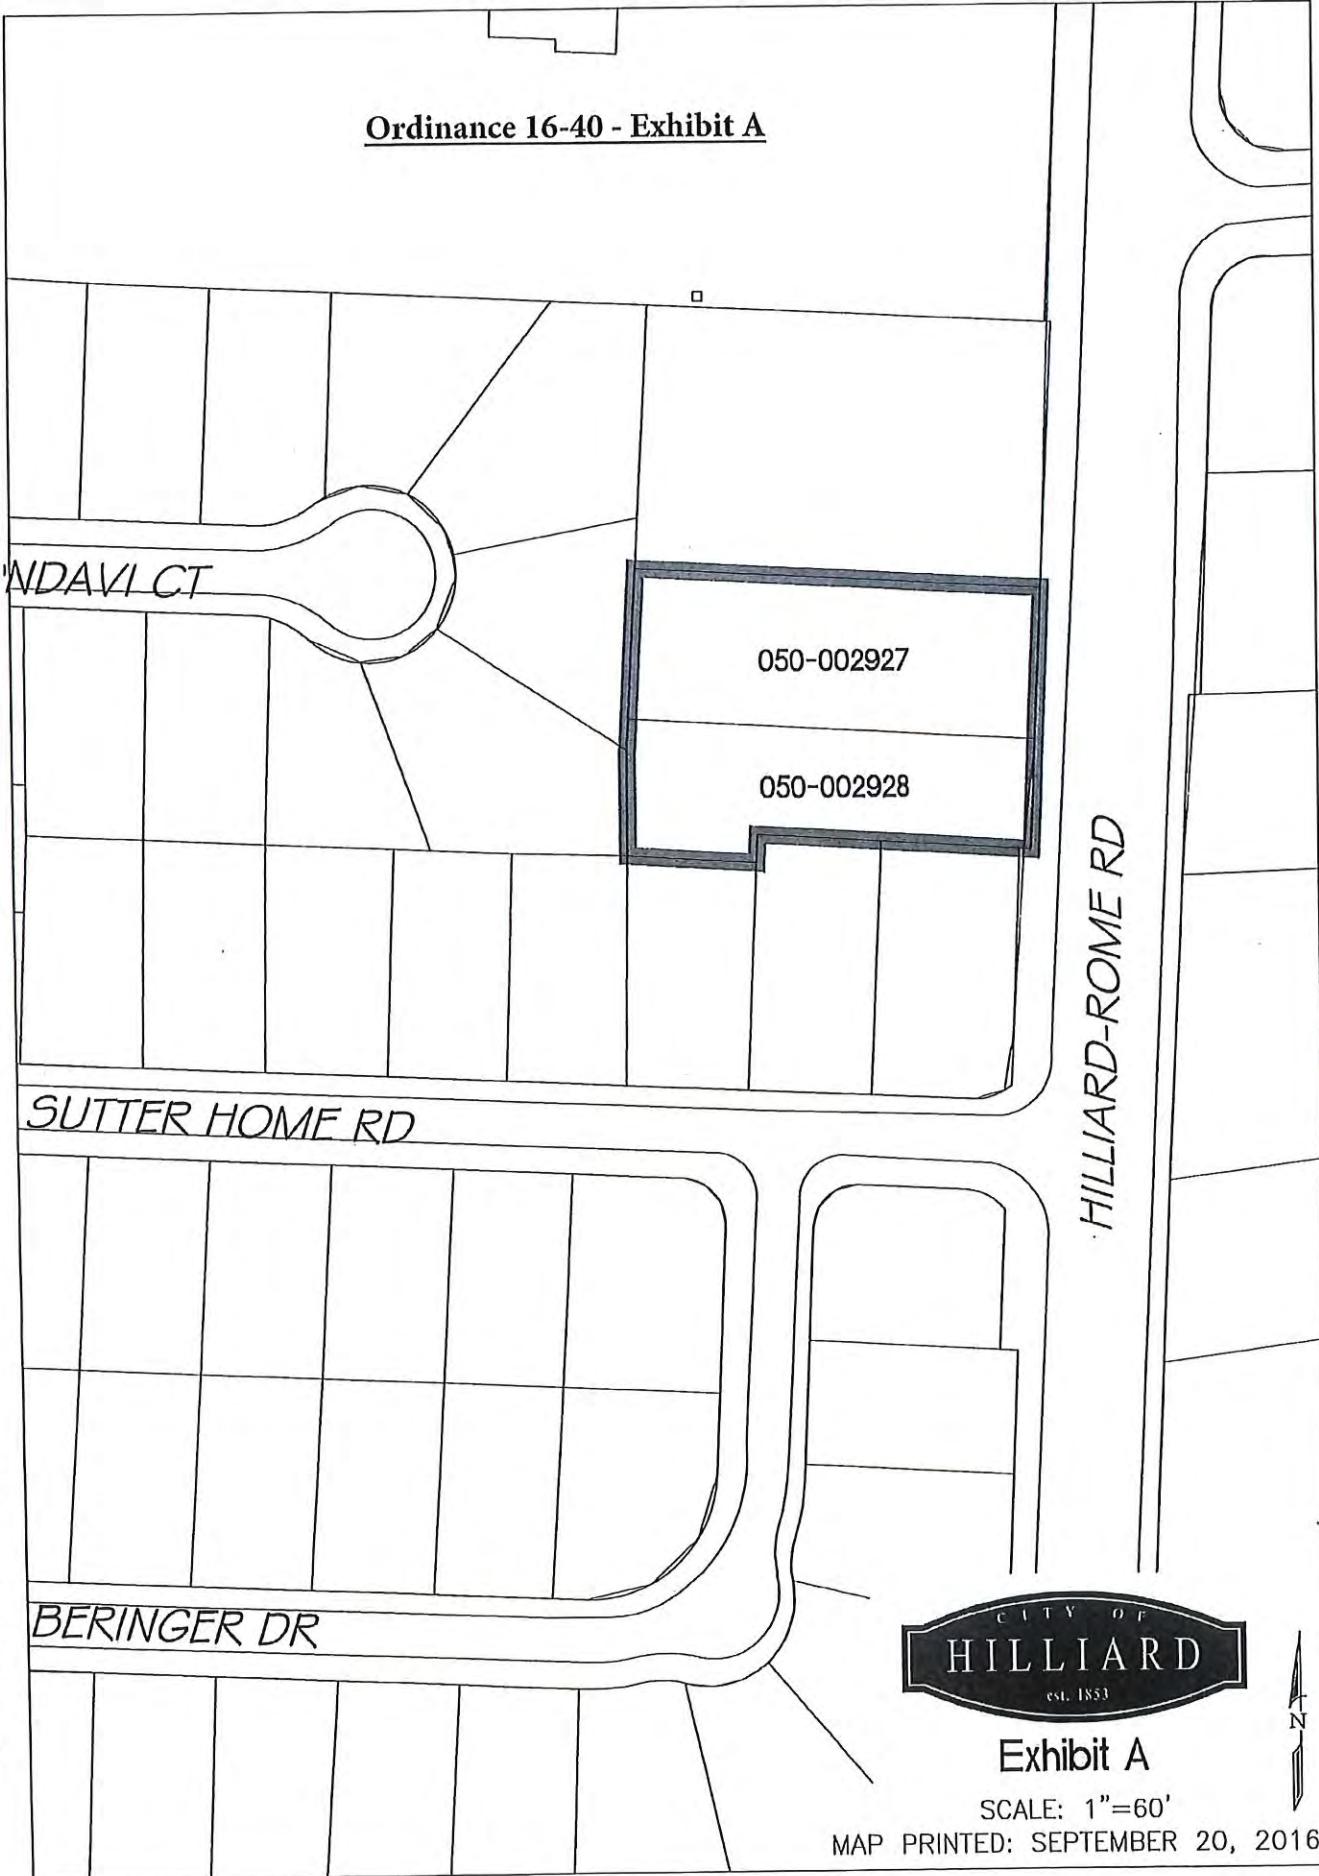 Ordinance 16-40 - Exhibit A
NDAVI CT
050-002927
050-002928
HILLIARD-ROME RD
SUTTER HOME RD
BERINGER DR
CITY OF
HILLIARD
est. 1853
N
Exhibit A
SCALE: 1"=60'
MAP PRINTED: SEPTEMBER 20, 2016